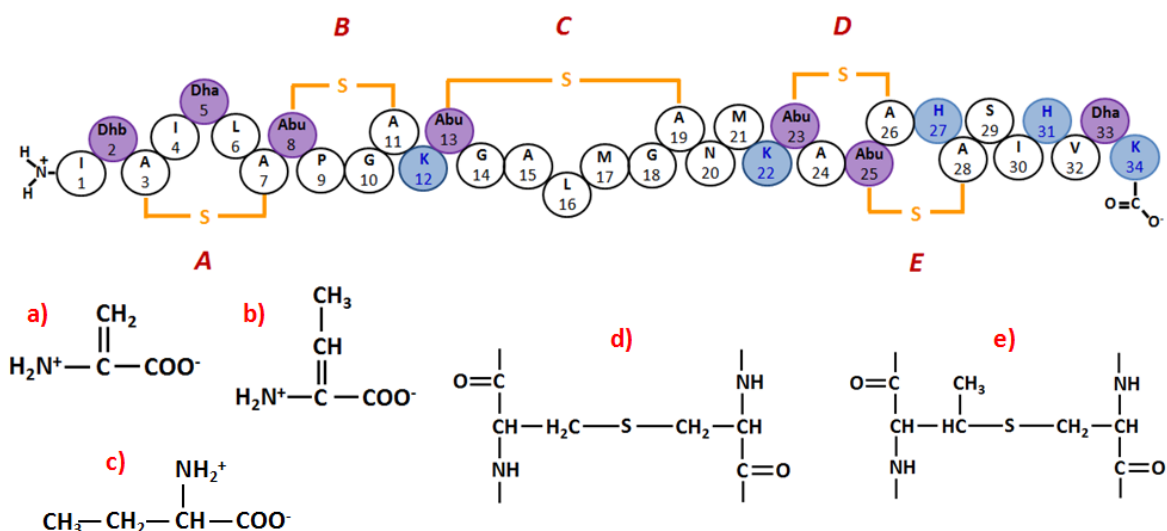 B C D
S S S
H H N+ I 1
Dhb 2
A 3
I 4
Dha 5
L 6
A 7
Abu 8
P 9
G 10
A 11
K 12
Abu 13
G 14
A 15
L 16
M 17
G 18
A 19
N 20
M 21
K 22
Abu 23
A 24
Abu 25
A 26
H 27
A 28
S 29
I 30
H 31
V 32
Dha 33
K 34
O=C O-
S S
A E
a)
CH2
H2N+—C—COO-
b)
CH3
CH
H2N+—C—COO-
c)
NH2+
CH3—CH2—CH—COO-
d)
O=C NH
CH—H2C—S—CH2—CH
NH C=O
e)
O=C CH3 NH
CH—HC—S—CH2—CH
NH C=O